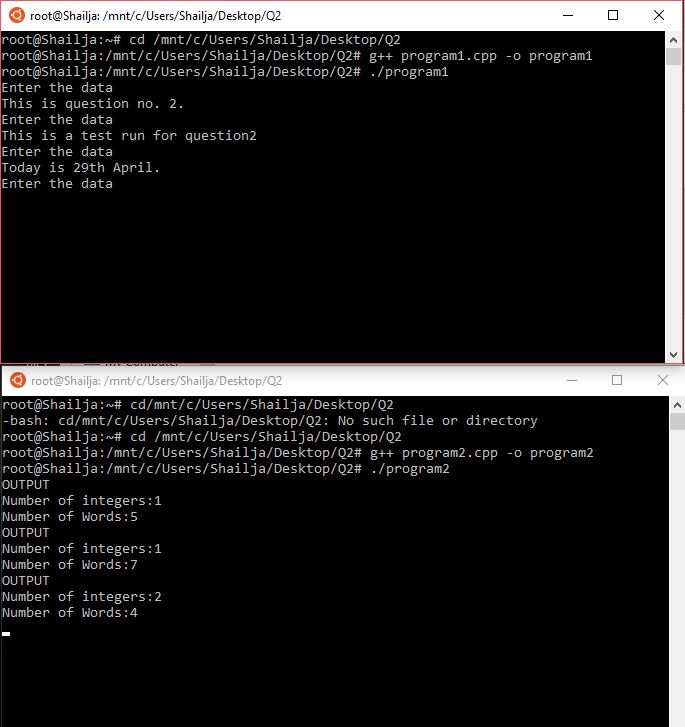 root@Shailja: /mnt/c/Users/Shailja/Desktop/Q2
root@Shailja:~# cd /mnt/c/Users/Shailja/Desktop/Q2
root@Shailja:/mnt/c/Users/Shailja/Desktop/Q2# g++ program1.cpp -o program1
root@Shailja:/mnt/c/Users/Shailja/Desktop/Q2# ./program1
Enter the data
This is question no. 2.
Enter the data
This is a test run for question2
Enter the data
Today is 29th April.
Enter the data
root@Shailja: /mnt/c/Users/Shailja/Desktop/Q2
root@Shailja:~# cd/mnt/c/Users/Shailja/Desktop/Q2
-bash: cd/mnt/c/Users/Shailja/Desktop/Q2: No such file or directory
root@Shailja:~# cd /mnt/c/Users/Shailja/Desktop/Q2
root@Shailja:/mnt/c/Users/Shailja/Desktop/Q2# g++ program2.cpp -o program2
root@Shailja:/mnt/c/Users/Shailja/Desktop/Q2# ./program2
OUTPUT
Number of integers:1
Number of Words:5
OUTPUT
Number of integers:1
Number of Words:7
OUTPUT
Number of integers:2
Number of Words:4